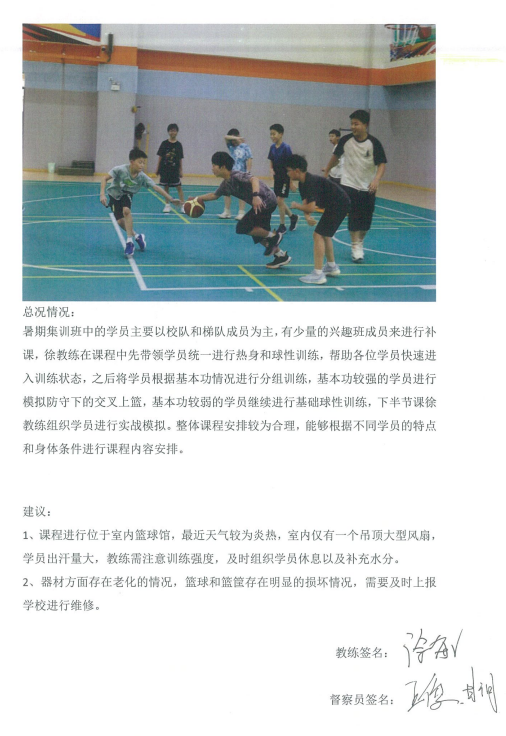 总况情况：
暑期集训班中的学员主要以校队和梯队成员为主，有少量的兴趣班成员来进行补
课，徐教练在课程中先带领学员统一进行热身和球性训练，帮助各位学员快速进
入训练状态，之后将学员根据基本功情况进行分组训练，基本功较强的学员进行
模拟防守下的交叉上篮，基本功较弱的学员继续进行基础球性训练，下半节课徐
教练组织学员进行实战模拟。整体课程安排较为合理，能够根据不同学员的特点
和身体条件进行课程内容安排。
建议：
1、课程进行位于室内篮球馆，最近天气较为炎热，室内仅有一个吊顶大型风扇，
学员出汗量大，教练需注意训练强度，及时组织学员休息以及补充水分。
2、器材方面存在老化的情况，篮球和篮筐存在明显的损坏情况，需要及时上报
学校进行维修。
教练签名：
督察员签名：